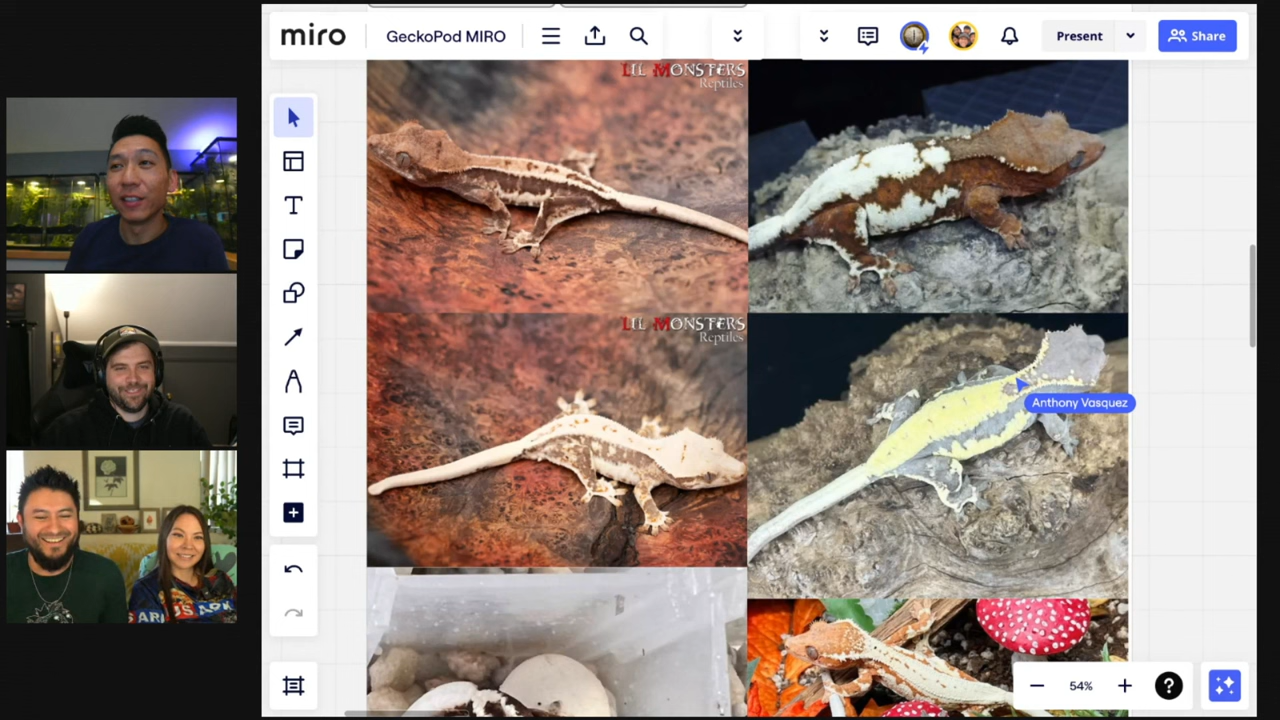 miro
GeckoPod MIRO
Present
Share
LIL MONSTERS
Reptiles
LIL MONSTERS
Reptiles
Anthony Vasquez
54%
?